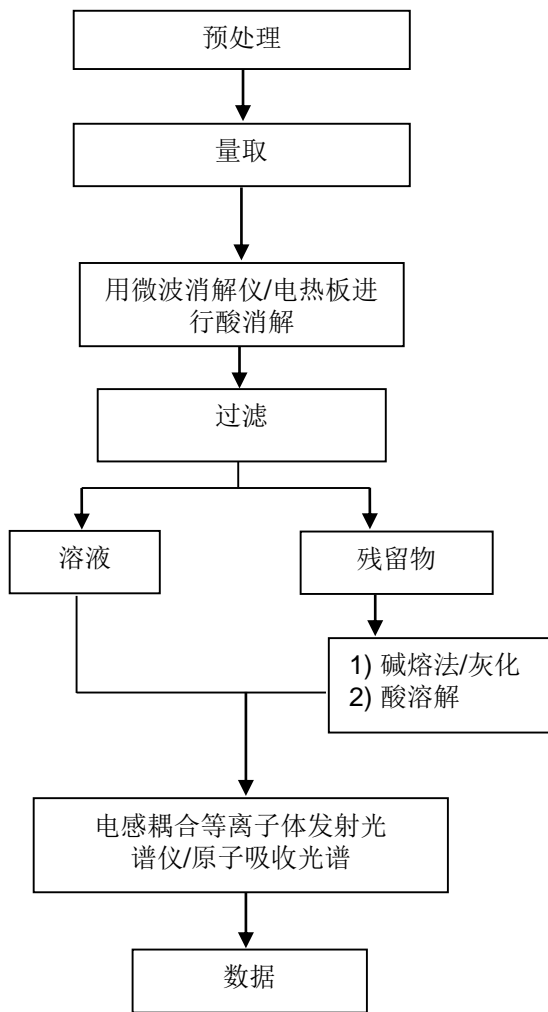 预处理
量取
用微波消解仪/电热板进
行酸消解
过滤
溶液
残留物
1) 碱熔法/灰化
2) 酸溶解
电感耦合等离子体发射光
谱仪/原子吸收光谱
数据